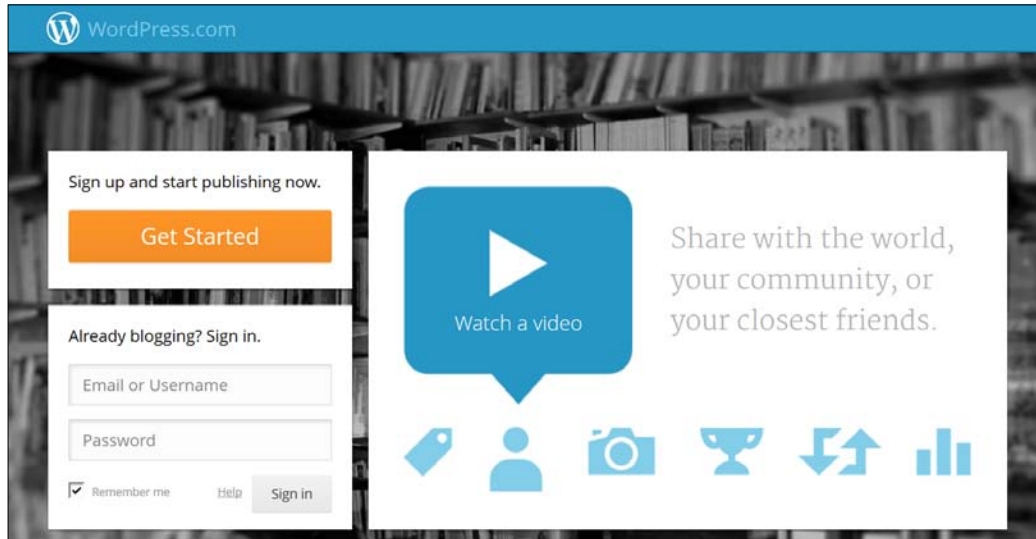 WordPress.com
Sign up and start publishing now.
Get Started
Already blogging? Sign in.
Email or Username
Password
Remember me
Help
Sign in
Watch a video
Share with the world,
your community, or
your closest friends.